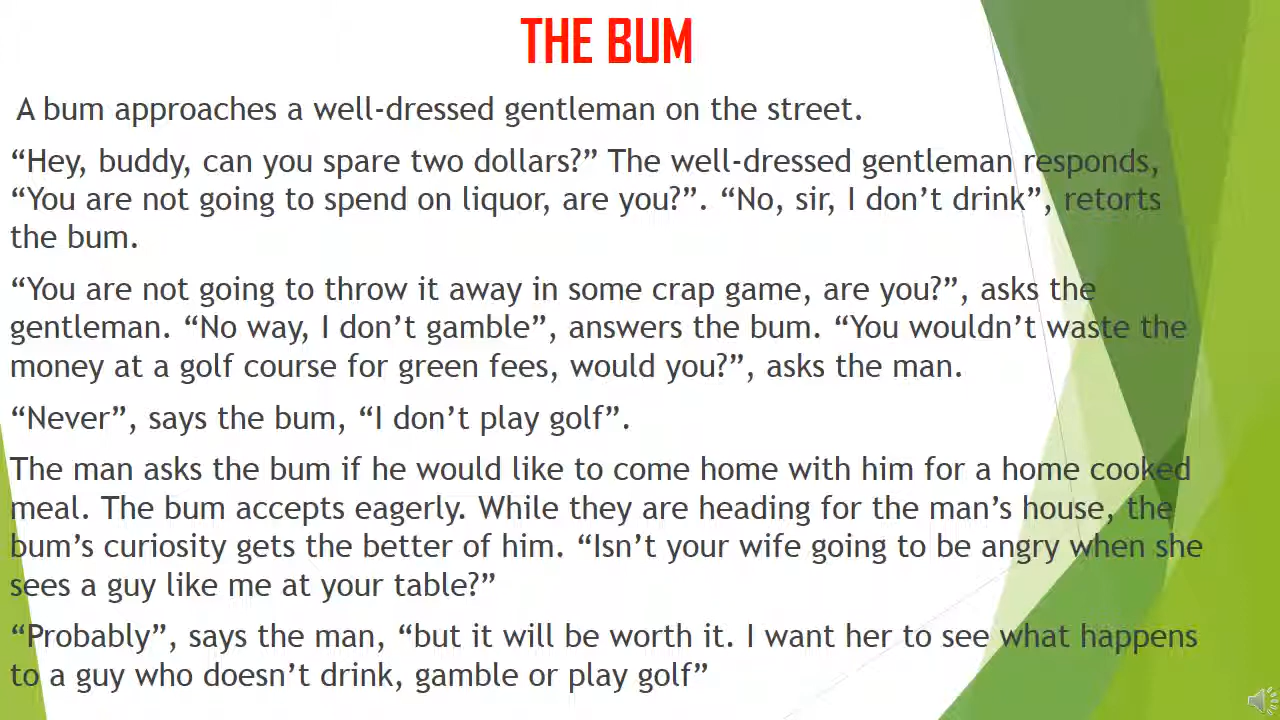 THE BUM
A bum approaches a well-dressed gentleman on the street.
“Hey, buddy, can you spare two dollars?” The well-dressed gentleman responds,
“You are not going to spend on liquor, are you?”. “No, sir, I don’t drink”, retorts
the bum.
“You are not going to throw it away in some crap game, are you?”, asks the
gentleman. “No way, I don’t gamble”, answers the bum. “You wouldn’t waste the
money at a golf course for green fees, would you?”, asks the man.
“Never”, says the bum, “I don’t play golf”.
The man asks the bum if he would like to come home with him for a home cooked
meal. The bum accepts eagerly. While they are heading for the man’s house, the
bum’s curiosity gets the better of him. “Isn’t your wife going to be angry when she
sees a guy like me at your table?”
“Probably”, says the man, “but it will be worth it. I want her to see what happens
to a guy who doesn’t drink, gamble or play golf”